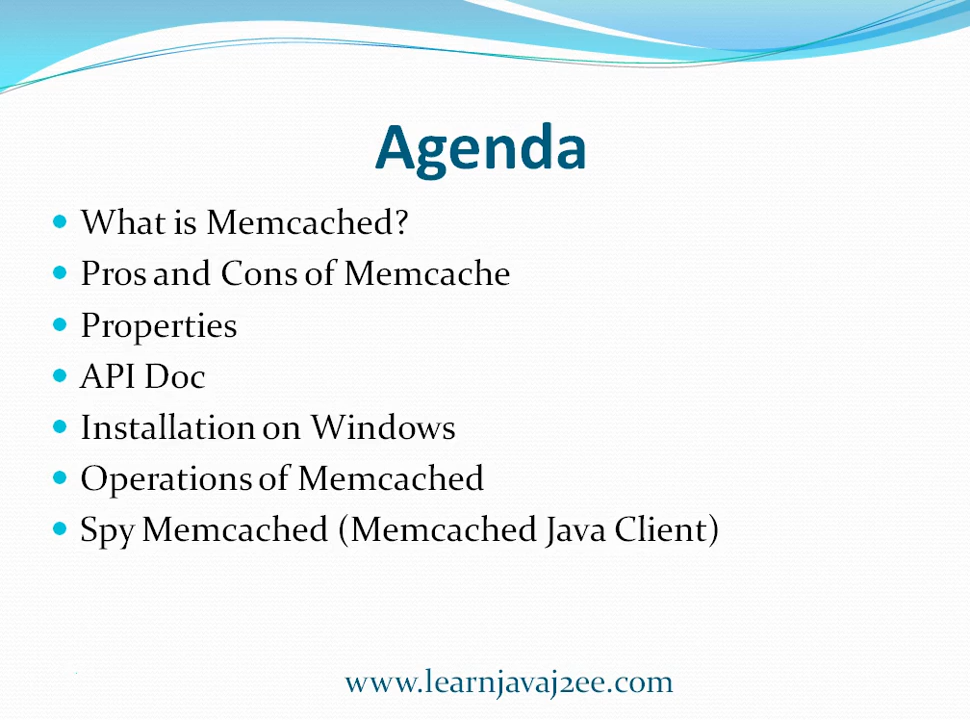 Agenda
What is Memcached?
Pros and Cons of Memcache
Properties
API Doc
Installation on Windows
Operations of Memcached
Spy Memcached (Memcached Java Client)
www.learnjavaj2ee.com